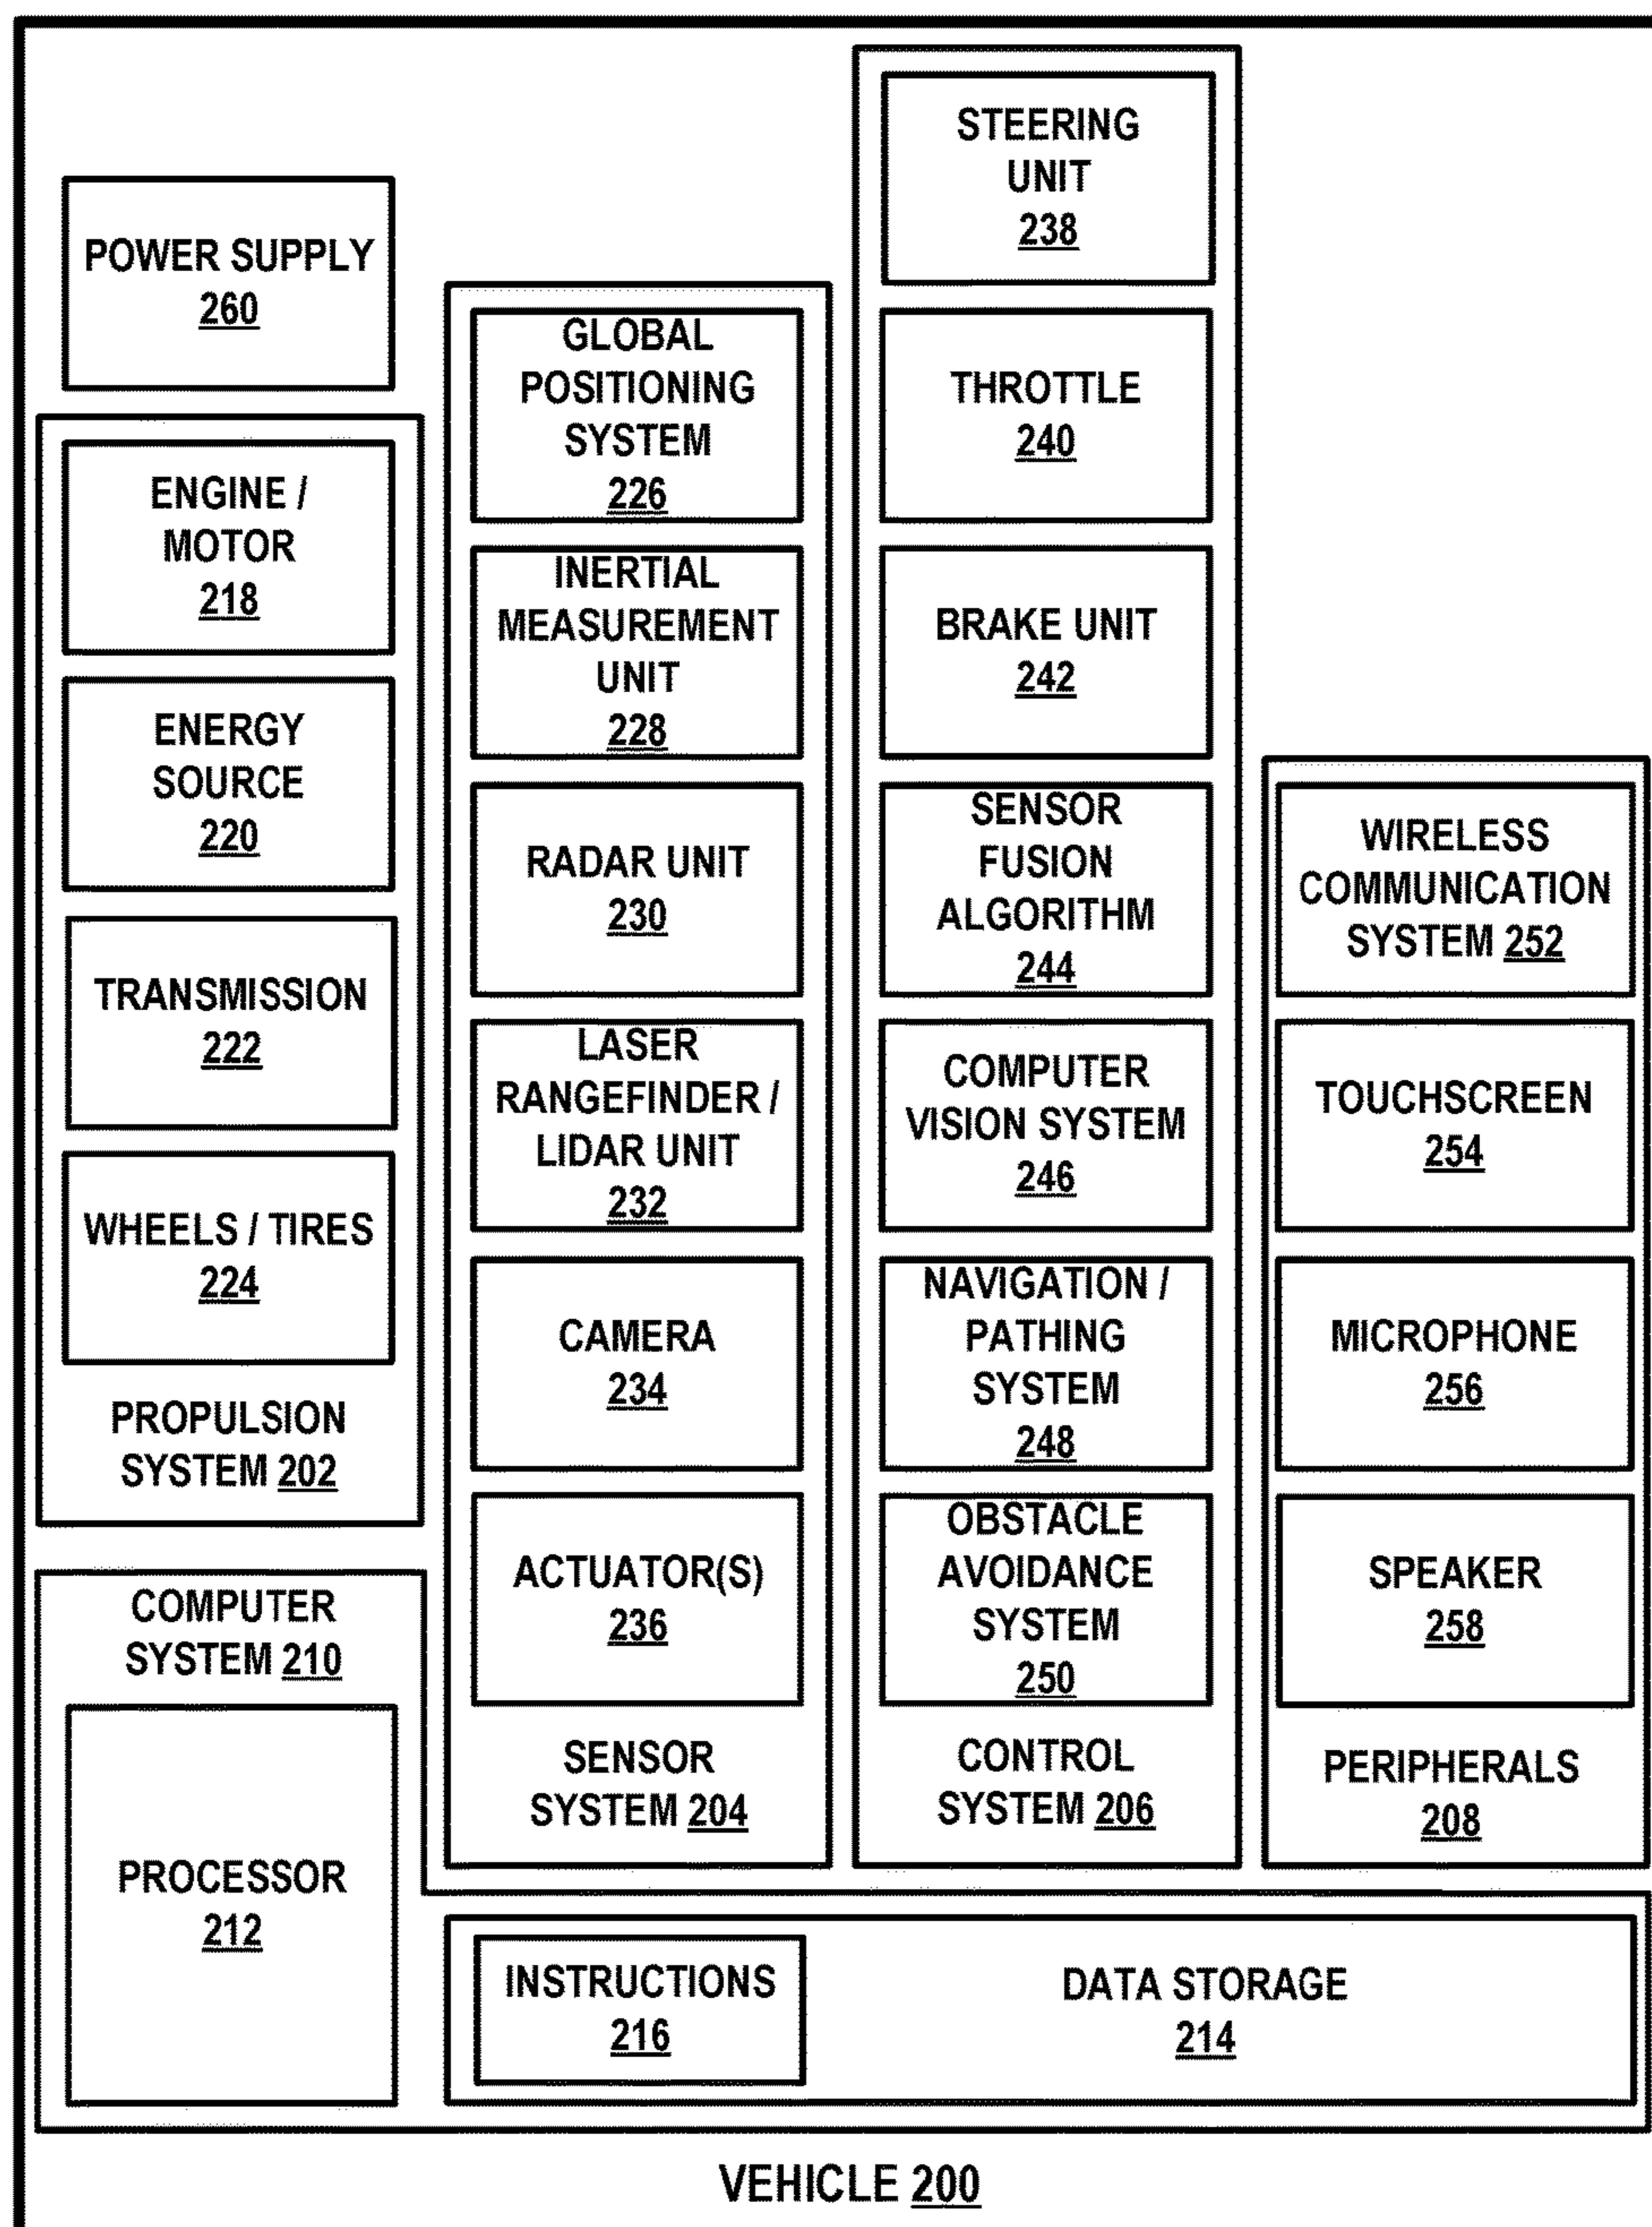 POWER SUPPLY
260
ENGINE /
MOTOR
218
ENERGY
SOURCE
220
TRANSMISSION
222
WHEELS / TIRES
224
PROPULSION
SYSTEM 202
COMPUTER
SYSTEM 210
PROCESSOR
212
GLOBAL
POSITIONING
SYSTEM
226
INERTIAL
MEASUREMENT
UNIT
228
RADAR UNIT
230
LASER
RANGEFINDER /
LIDAR UNIT
232
CAMERA
234
ACTUATOR(S)
236
SENSOR
SYSTEM 204
STEERING
UNIT
238
THROTTLE
240
BRAKE UNIT
242
SENSOR
FUSION
ALGORITHM
244
COMPUTER
VISION SYSTEM
246
NAVIGATION /
PATHING
SYSTEM
248
OBSTACLE
AVOIDANCE
SYSTEM
250
CONTROL
SYSTEM 206
WIRELESS
COMMUNICATION
SYSTEM 252
TOUCHSCREEN
254
MICROPHONE
256
SPEAKER
258
PERIPHERALS
208
INSTRUCTIONS
216
DATA STORAGE
214
VEHICLE 200